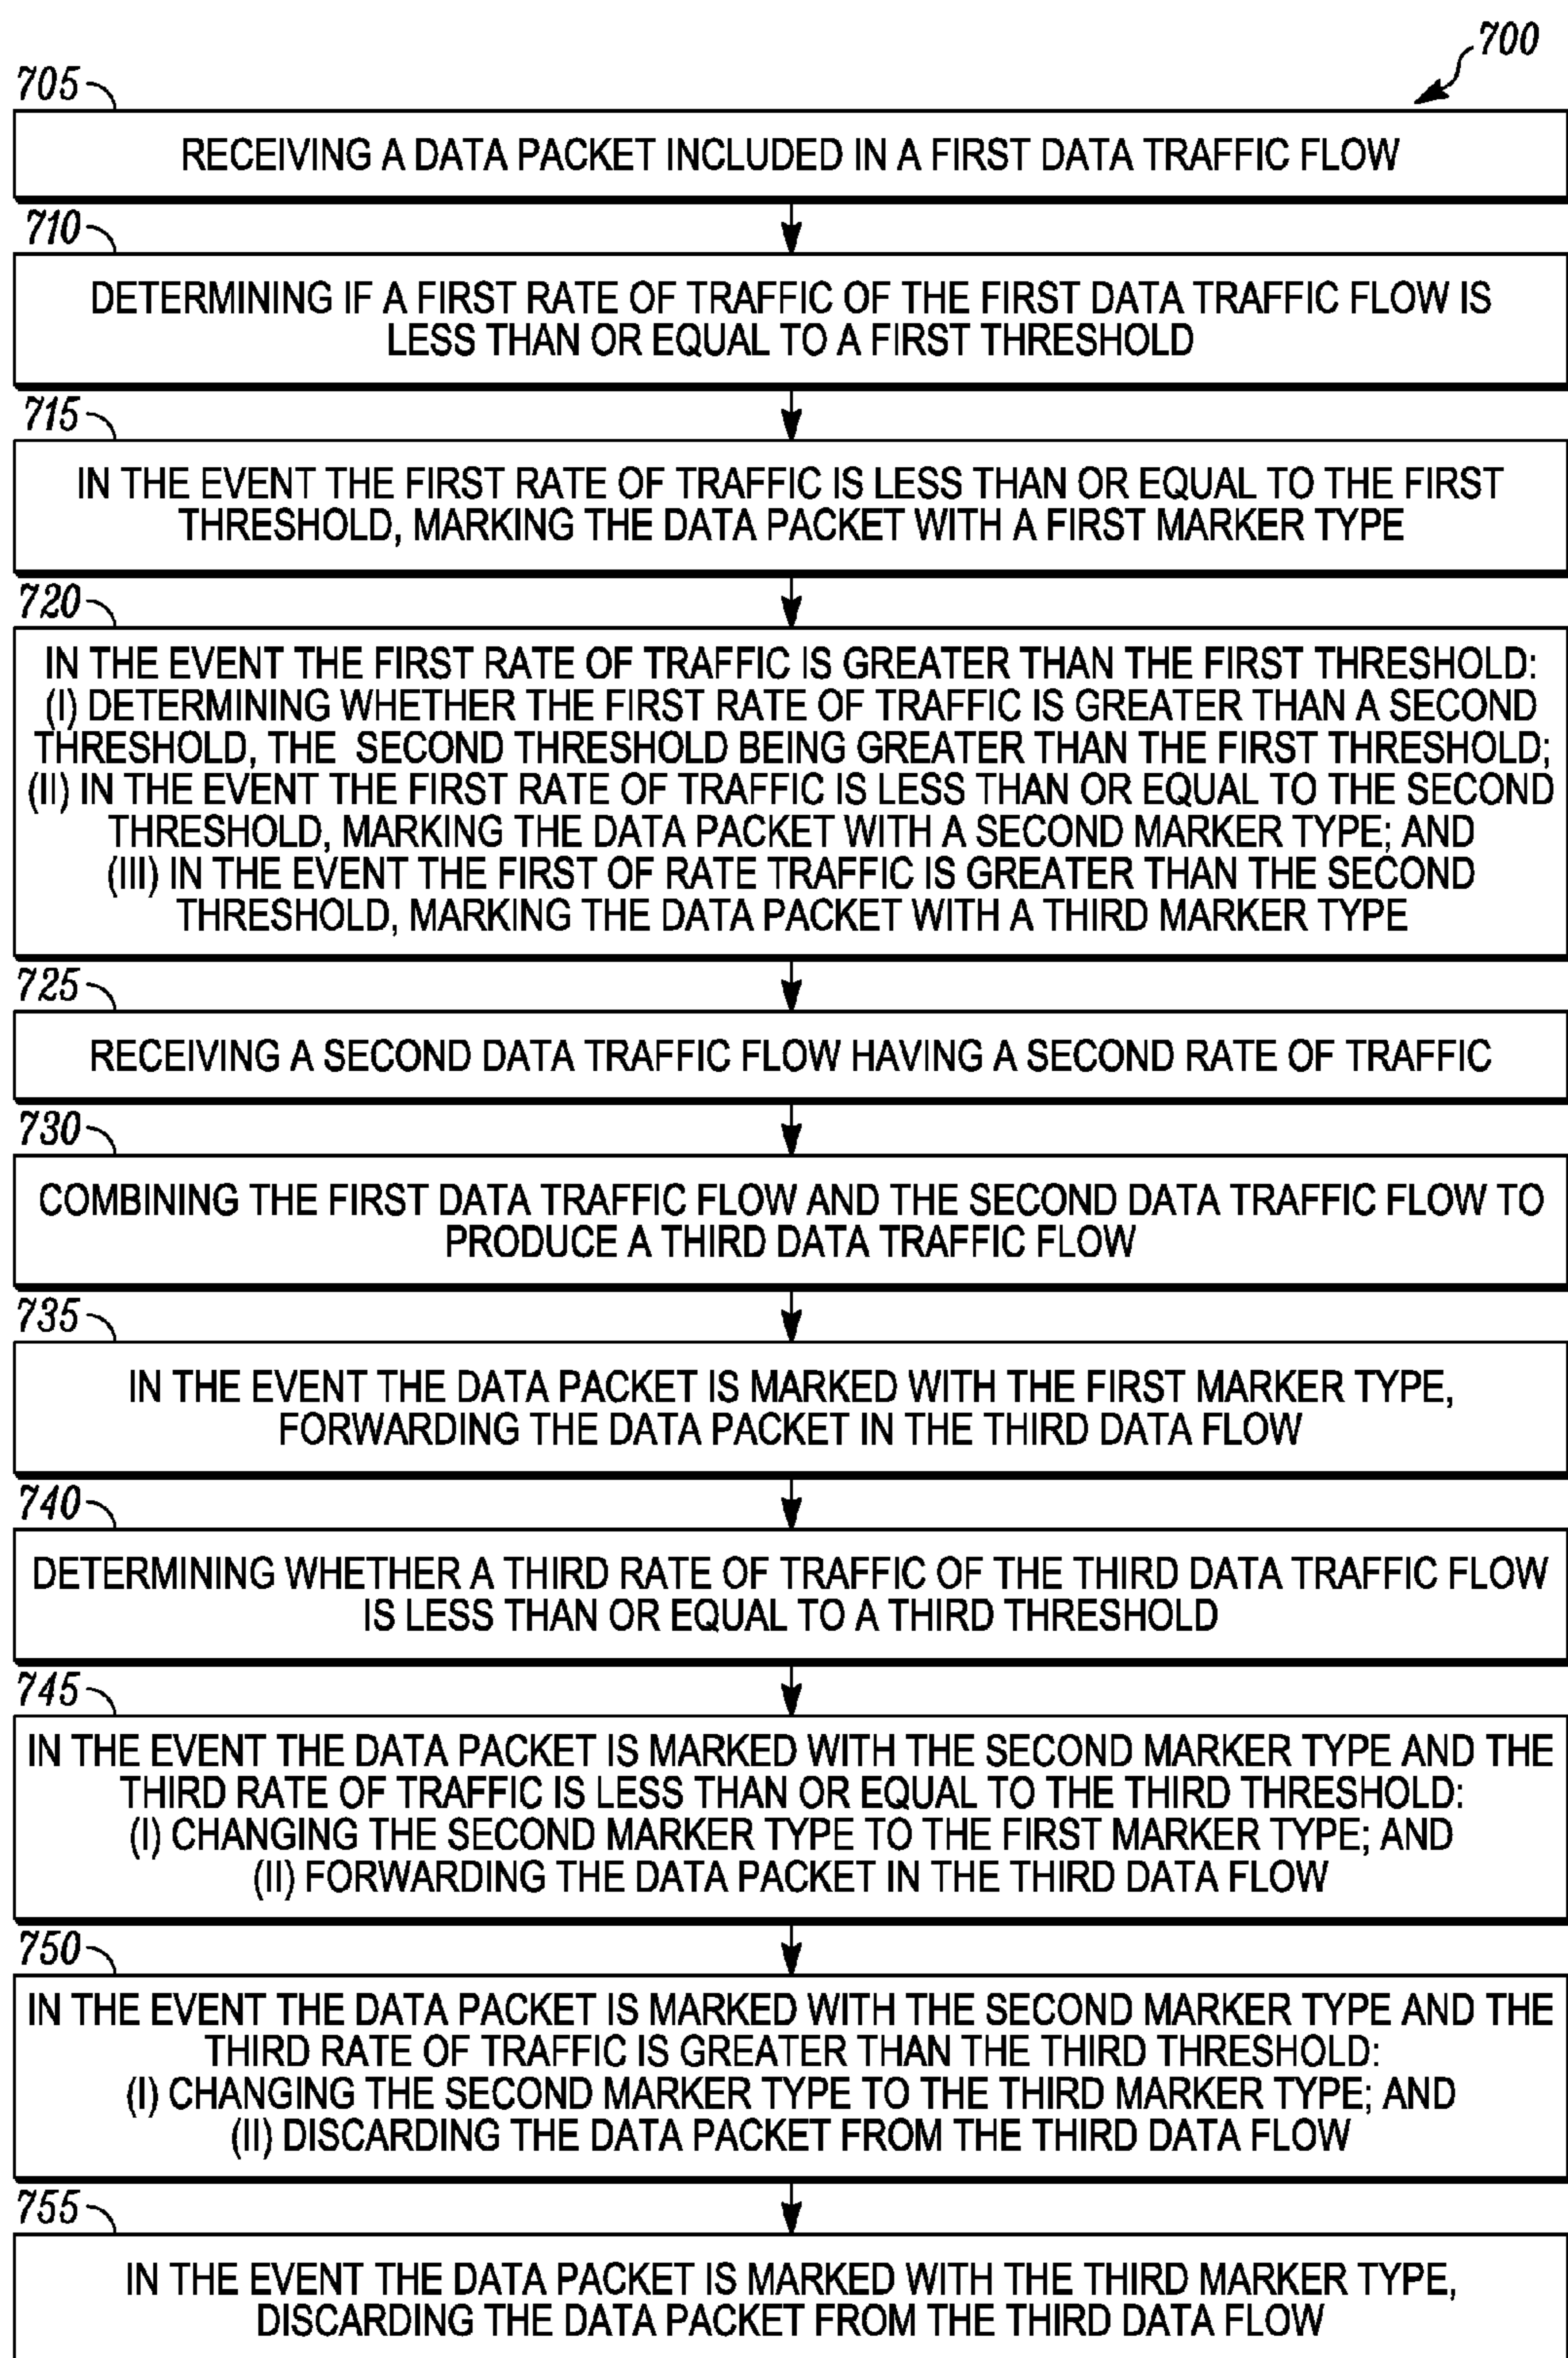 700
705
RECEIVING A DATA PACKET INCLUDED IN A FIRST DATA TRAFFIC FLOW
710
DETERMINING IF A FIRST RATE OF TRAFFIC OF THE FIRST DATA TRAFFIC FLOW IS
LESS THAN OR EQUAL TO A FIRST THRESHOLD
715
IN THE EVENT THE FIRST RATE OF TRAFFIC IS LESS THAN OR EQUAL TO THE FIRST
THRESHOLD, MARKING THE DATA PACKET WITH A FIRST MARKER TYPE
720
IN THE EVENT THE FIRST RATE OF TRAFFIC IS GREATER THAN THE FIRST THRESHOLD:
(I) DETERMINING WHETHER THE FIRST RATE OF TRAFFIC IS GREATER THAN A SECOND
THRESHOLD, THE SECOND THRESHOLD BEING GREATER THAN THE FIRST THRESHOLD;
(II) IN THE EVENT THE FIRST RATE OF TRAFFIC IS LESS THAN OR EQUAL TO THE SECOND
THRESHOLD, MARKING THE DATA PACKET WITH A SECOND MARKER TYPE; AND
(III) IN THE EVENT THE FIRST OF RATE TRAFFIC IS GREATER THAN THE SECOND
THRESHOLD, MARKING THE DATA PACKET WITH A THIRD MARKER TYPE
725
RECEIVING A SECOND DATA TRAFFIC FLOW HAVING A SECOND RATE OF TRAFFIC
730
COMBINING THE FIRST DATA TRAFFIC FLOW AND THE SECOND DATA TRAFFIC FLOW TO
PRODUCE A THIRD DATA TRAFFIC FLOW
735
IN THE EVENT THE DATA PACKET IS MARKED WITH THE FIRST MARKER TYPE,
FORWARDING THE DATA PACKET IN THE THIRD DATA FLOW
740
DETERMINING WHETHER A THIRD RATE OF TRAFFIC OF THE THIRD DATA TRAFFIC FLOW
IS LESS THAN OR EQUAL TO A THIRD THRESHOLD
745
IN THE EVENT THE DATA PACKET IS MARKED WITH THE SECOND MARKER TYPE AND THE
THIRD RATE OF TRAFFIC IS LESS THAN OR EQUAL TO THE THIRD THRESHOLD:
(I) CHANGING THE SECOND MARKER TYPE TO THE FIRST MARKER TYPE; AND
(II) FORWARDING THE DATA PACKET IN THE THIRD DATA FLOW
750
IN THE EVENT THE DATA PACKET IS MARKED WITH THE SECOND MARKER TYPE AND THE
THIRD RATE OF TRAFFIC IS GREATER THAN THE THIRD THRESHOLD:
(I) CHANGING THE SECOND MARKER TYPE TO THE THIRD MARKER TYPE; AND
(II) DISCARDING THE DATA PACKET FROM THE THIRD DATA FLOW
755
IN THE EVENT THE DATA PACKET IS MARKED WITH THE THIRD MARKER TYPE,
DISCARDING THE DATA PACKET FROM THE THIRD DATA FLOW